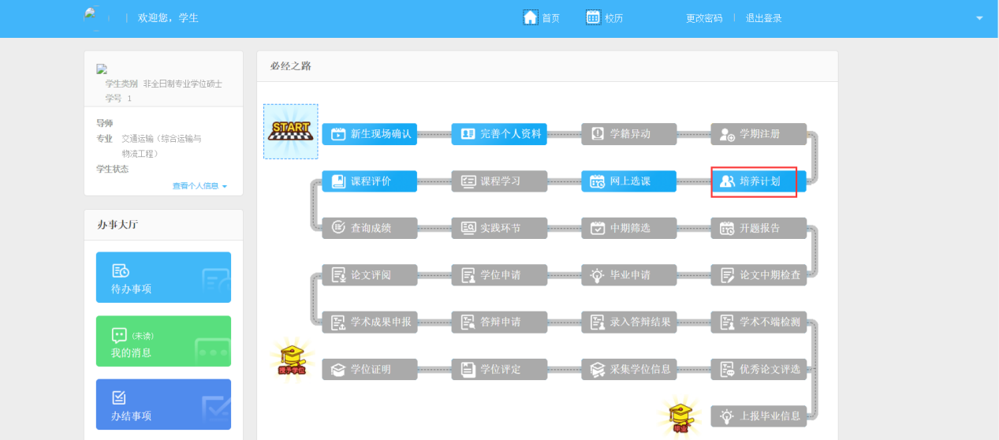 欢迎您，学生
首页
校历
更改密码
退出登录
学生类别 非全日制专业学位硕士
学号 1
导师
专业 交通运输（综合运输与
物流工程）
学生状态
查看个人信息
办事大厅
待办事项
（未读）
我的消息
办结事项
必经之路
START
新生现场确认
完善个人资料
学籍异动
学期注册
课程评价
课程学习
网上选课
培养计划
查询成绩
实践环节
中期筛选
开题报告
论文评阅
学位申请
毕业申请
论文中期检查
学术成果申报
答辩申请
录入答辩结果
学术不端检测
授予学位
学位证明
学位评定
采集学位信息
优秀论文评选
毕业
上报毕业信息